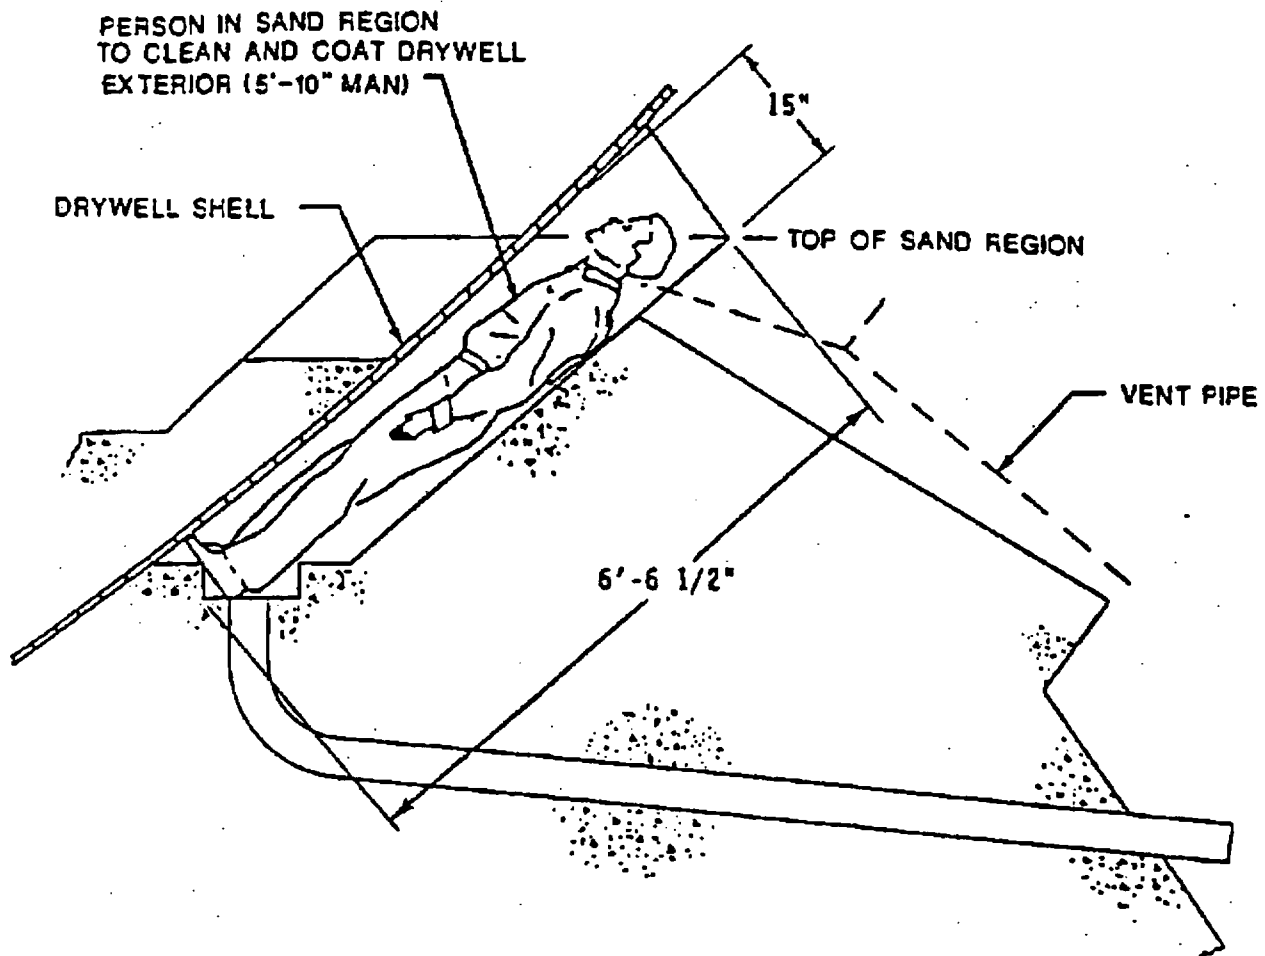 PERSON IN SAND REGION
TO CLEAN AND COAT DRYWELL
EXTERIOR (5'-10" MAN)
15"
DRYWELL SHELL
TOP OF SAND REGION
VENT PIPE
6'-6 1/2"